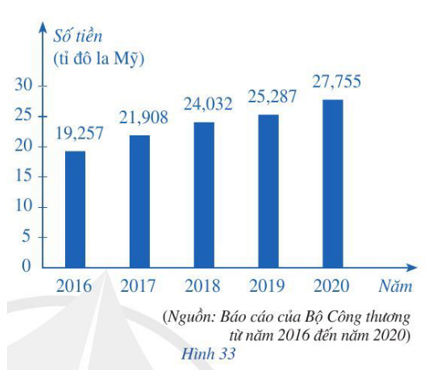 Số tiền
(tỉ đô la Mỹ)
30
25
20
15
10
5
0
19,257
21,908
24,032
25,287
27,755
2016 2017 2018 2019 2020 Năm
(Nguồn: Báo cáo của Bộ Công thương
từ năm 2016 đến năm 2020)
Hình 33